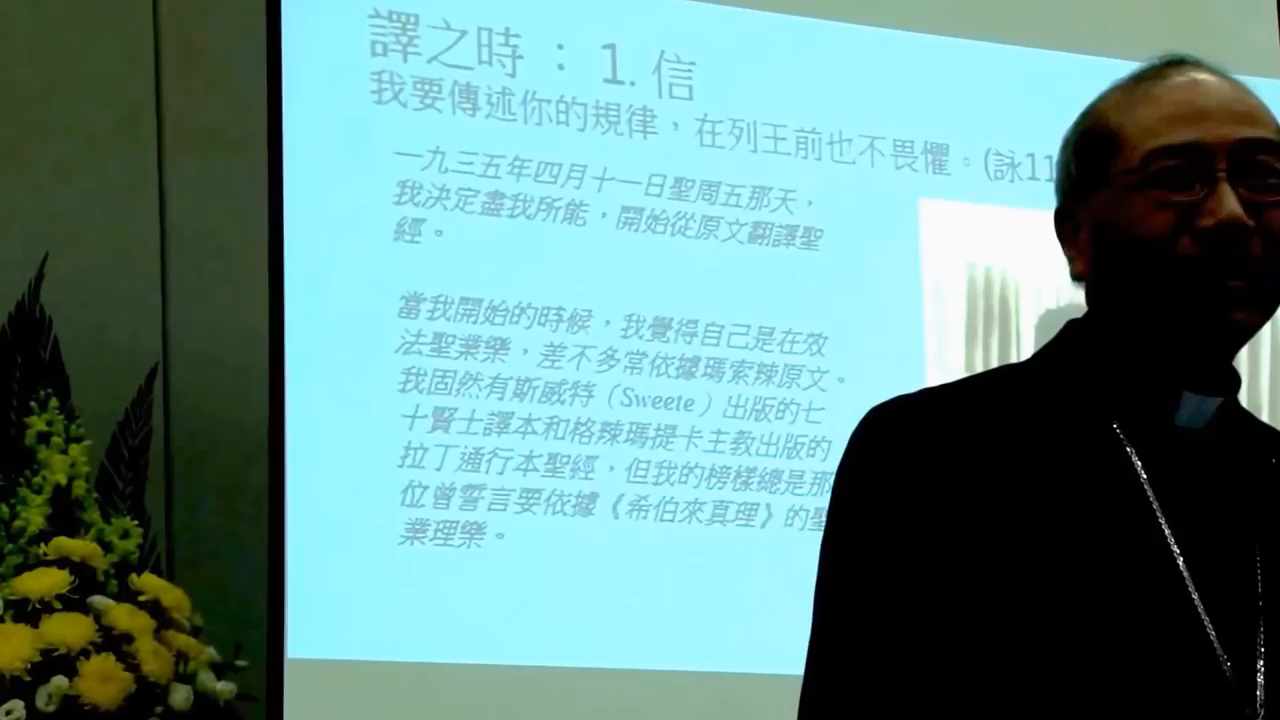 譯之時：1. 信
我要傳述你的規律，在列王前也不畏懼。(詠11
一九三五年四月十一日聖周五那天，
我決定盡我所能，開始從原文翻譯聖
經。
當我開始的時候，我覺得自己是在效
法聖業樂，差不多常依據瑪索辣原文。
我固然有斯威特（Sweete）出版的七
十賢士譯本和格辣瑪提卡主教出版的
拉丁通行本聖經，但我的榜樣總是那
位曾誓言要依據《希伯來真理》的聖
業理樂。